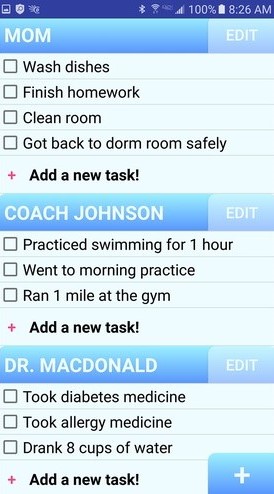 100% 8:26 AM
MOM EDIT
Wash dishes
Finish homework
Clean room
Got back to dorm room safely
+ Add a new task!
COACH JOHNSON EDIT
Practiced swimming for 1 hour
Went to morning practice
Ran 1 mile at the gym
+ Add a new task!
DR. MACDONALD EDIT
Took diabetes medicine
Took allergy medicine
Drank 8 cups of water
+ Add a new task!
+